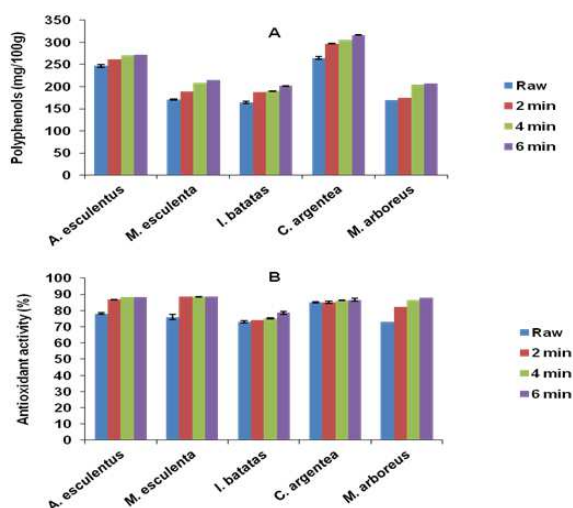 A
Polyphenols (mg/100g)
350
300
250
200
150
100
50
0
A. esculentus
M. esculenta
I. batatas
C. argentea
M. arboreus
Raw
2 min
4 min
6 min
B
Antioxidant activity (%)
100
90
80
70
60
50
40
30
20
10
0
A. esculentus
M. esculenta
I. batatas
C. argentea
M. arboreus
Raw
2 min
4 min
6 min